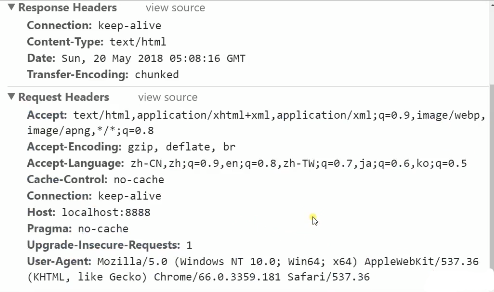 Response Headers view source
Connection: keep-alive
Content-Type: text/html
Date: Sun, 20 May 2018 05:08:16 GMT
Transfer-Encoding: chunked
Request Headers view source
Accept: text/html,application/xhtml+xml,application/xml;q=0.9,image/webp,
image/apng,*/*;q=0.8
Accept-Encoding: gzip, deflate, br
Accept-Language: zh-CN,zh;q=0.9,en;q=0.8,zh-TW;q=0.7,ja;q=0.6,ko;q=0.5
Cache-Control: no-cache
Connection: keep-alive
Host: localhost:8888
Pragma: no-cache
Upgrade-Insecure-Requests: 1
User-Agent: Mozilla/5.0 (Windows NT 10.0; Win64; x64) AppleWebKit/537.36
(KHTML, like Gecko) Chrome/66.0.3359.181 Safari/537.36